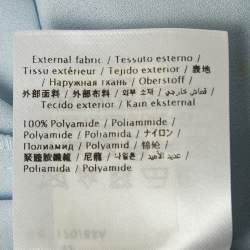 External fabric / Tessuto esterno /
Tissu extérieur / Tejido exterior / 表地
/ Наружная ткань / Oberstoff /
外部面料 / 外部布料 / 외부 소재 / قماش خارجي /
Tecido exterior / Kain eksternal
100% Polyamide / Poliammide /
Polyamide / Poliamida / ナイロン /
Полиамид / Polyamid / 锦纶 /
聚醯胺纖維 / 尼龍 / 나일론 /
Poliamida / Polyamide /